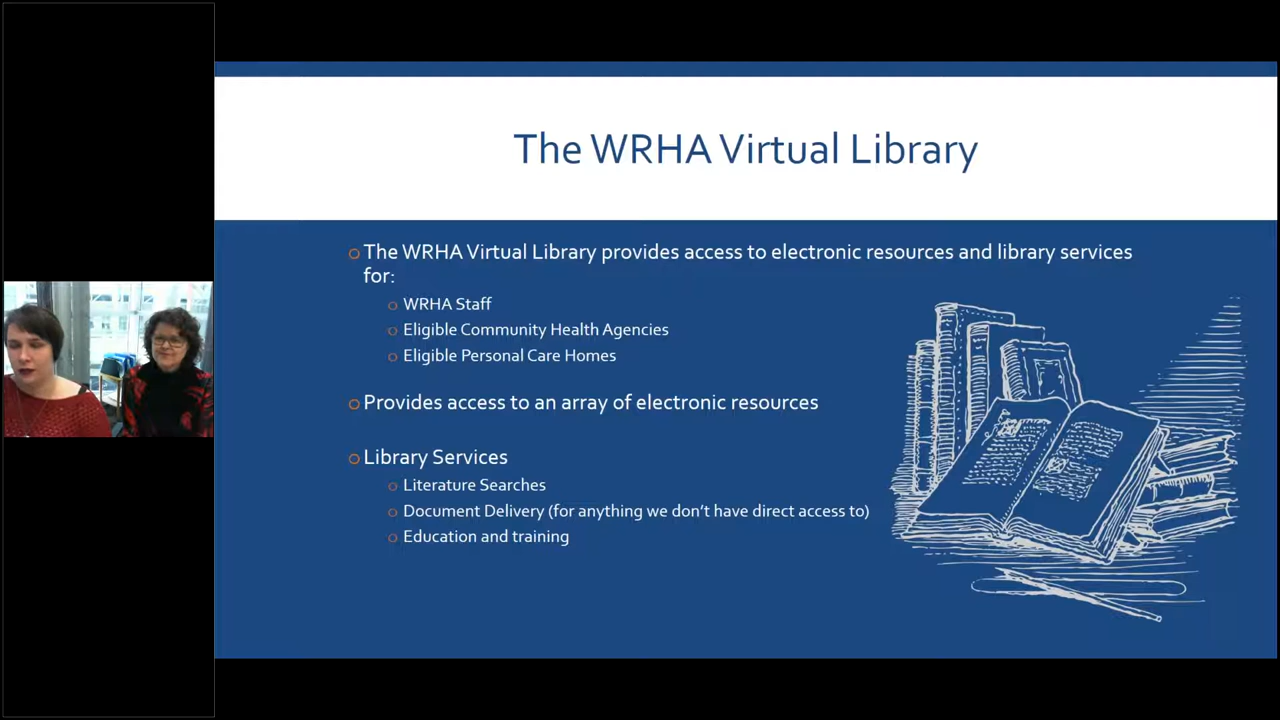 The WRHA Virtual Library
The WRHA Virtual Library provides access to electronic resources and library services
for:
WRHA Staff
Eligible Community Health Agencies
Eligible Personal Care Homes
Provides access to an array of electronic resources
Library Services
Literature Searches
Document Delivery (for anything we don’t have direct access to)
Education and training